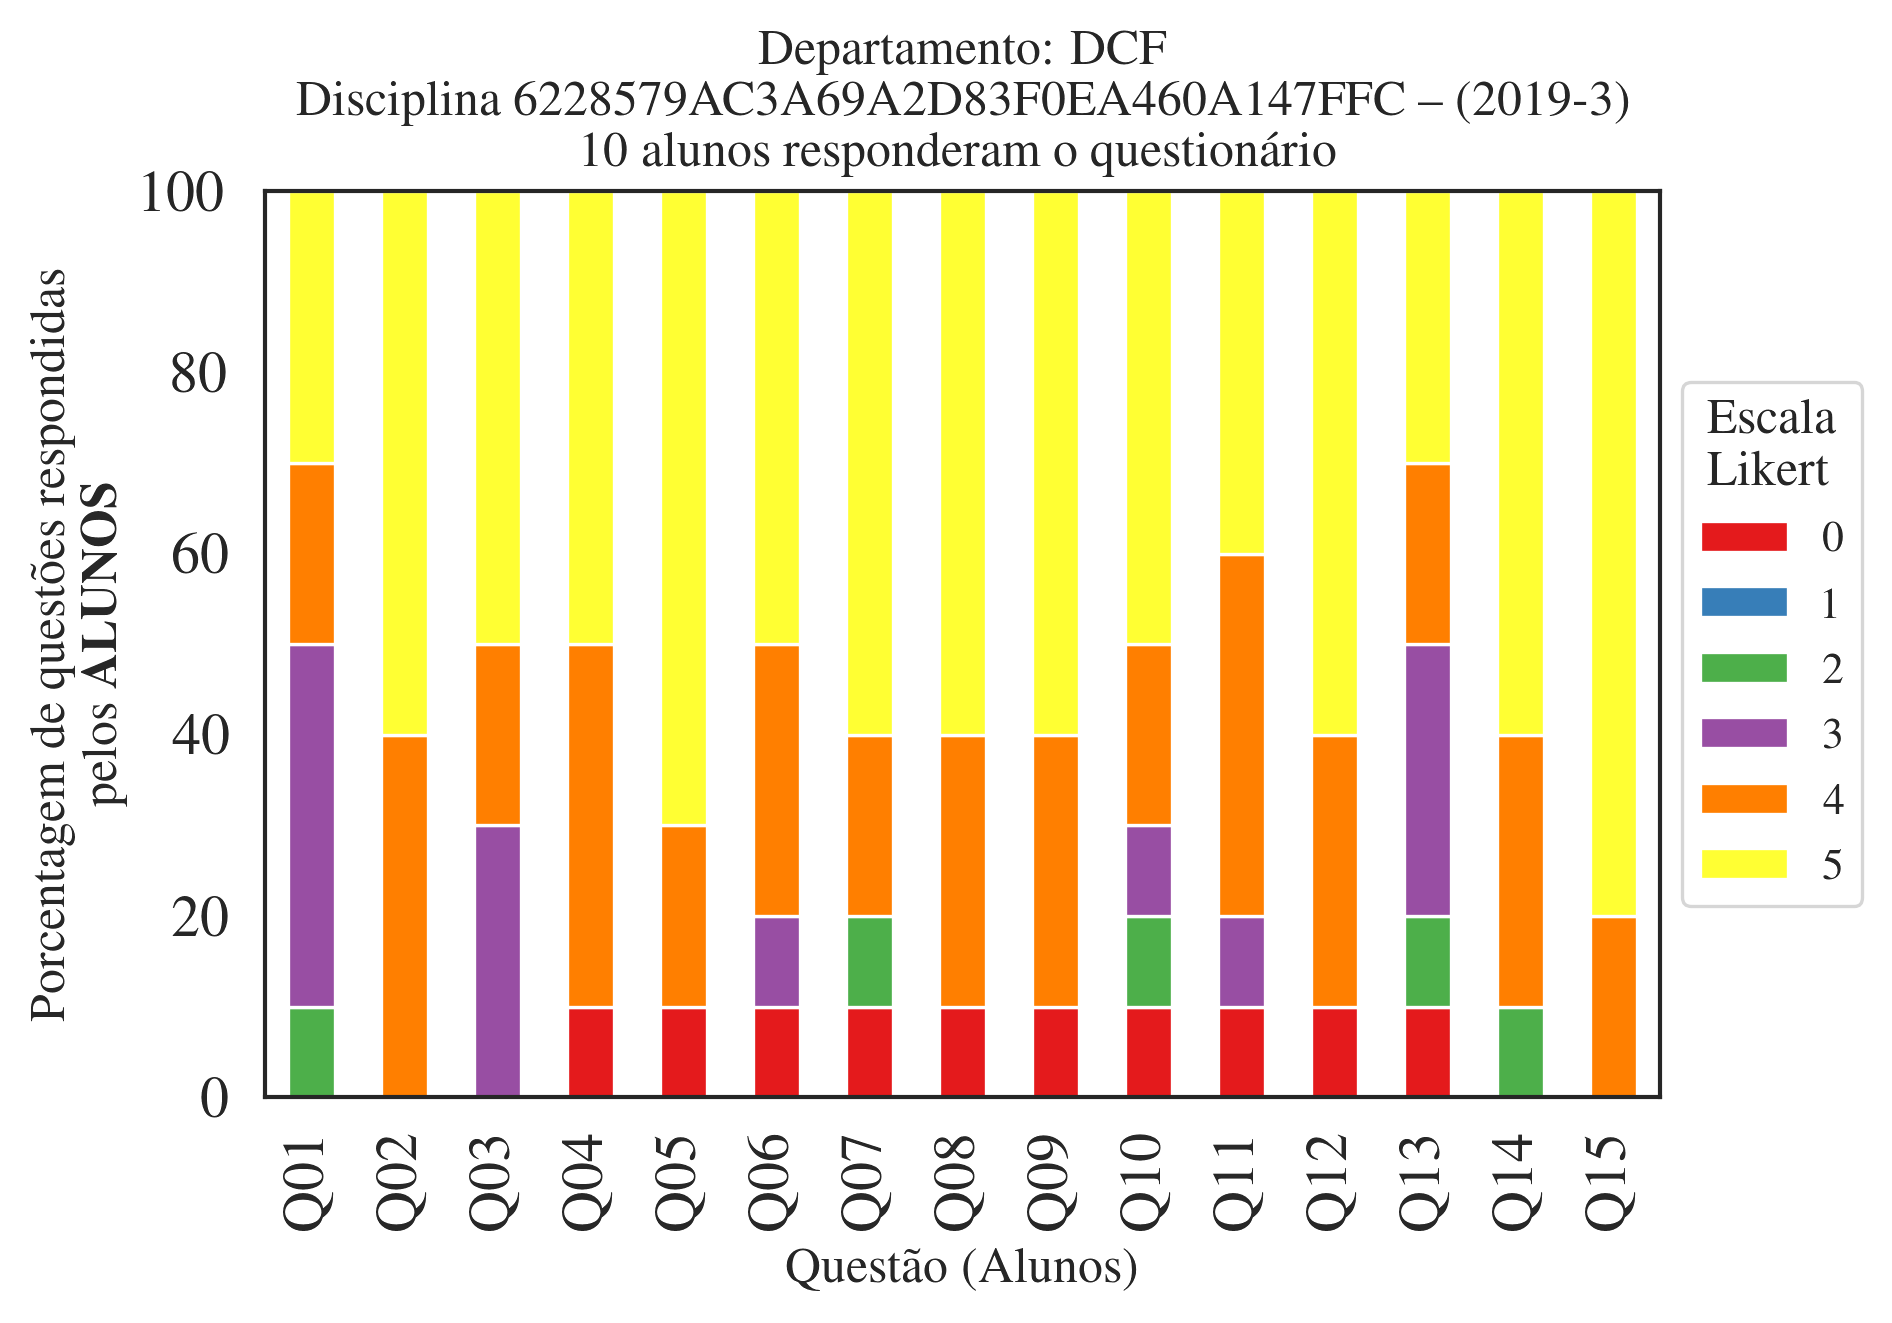 Departamento: DCF
Disciplina 6228579AC3A69A2D83F0EA460A147FFC – (2019-3)
10 alunos responderam o questionário
Porcentagem de questões respondidas
pelos ALUNOS
100
80
60
40
20
0
Q01
Q02
Q03
Q04
Q05
Q06
Q07
Q08
Q09
Q10
Q11
Q12
Q13
Q14
Q15
Questão (Alunos)
Escala
Likert
0
1
2
3
4
5